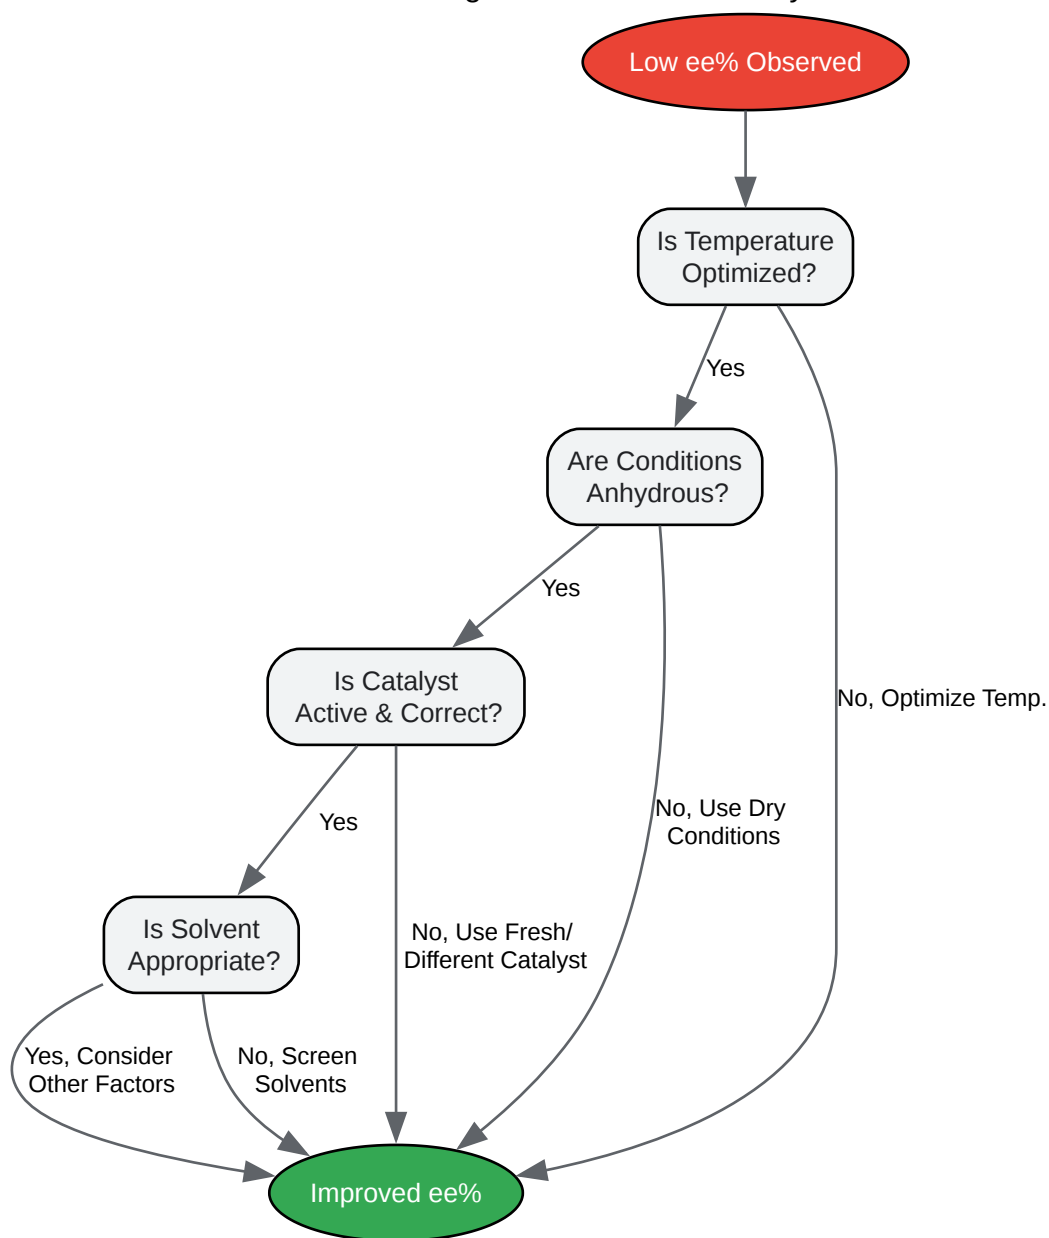 Low ee% Observed
Is Temperature
Optimized?
Yes
Are Conditions
Anhydrous?
Yes
Is Catalyst
Active & Correct?
No, Optimize Temp.
Yes
No, Use Dry
Conditions
Is Solvent
Appropriate?
No, Use Fresh/
Different Catalyst
Yes, Consider
Other Factors
No, Screen
Solvents
Improved ee%